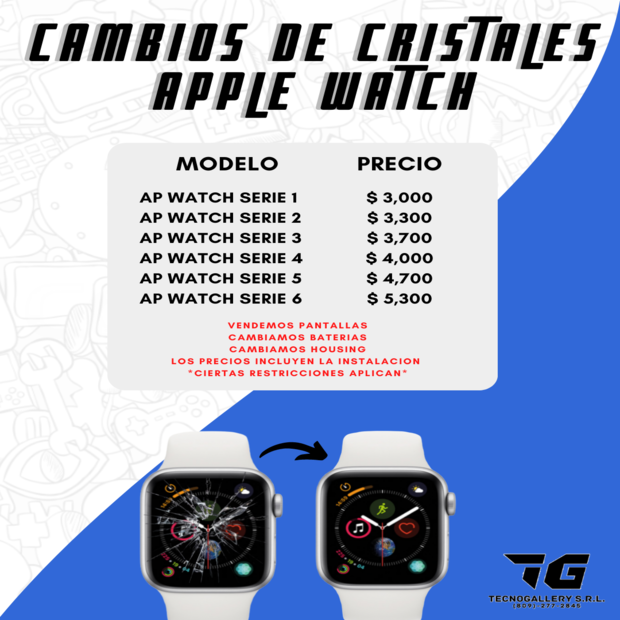 CAMBIOS DE CRISTALES
APPLE WATCH
MODELO PRECIO
AP WATCH SERIE 1 $ 3,000
AP WATCH SERIE 2 $ 3,300
AP WATCH SERIE 3 $ 3,700
AP WATCH SERIE 4 $ 4,000
AP WATCH SERIE 5 $ 4,700
AP WATCH SERIE 6 $ 5,300
VENDEMOS PANTALLAS
CAMBIAMOS BATERIAS
CAMBIAMOS HOUSING
LOS PRECIOS INCLUYEN LA INSTALACION
*CIERTAS RESTRICCIONES APLICAN*
TG
TECNOGALLERY S.R.L.
(809) 277 2845